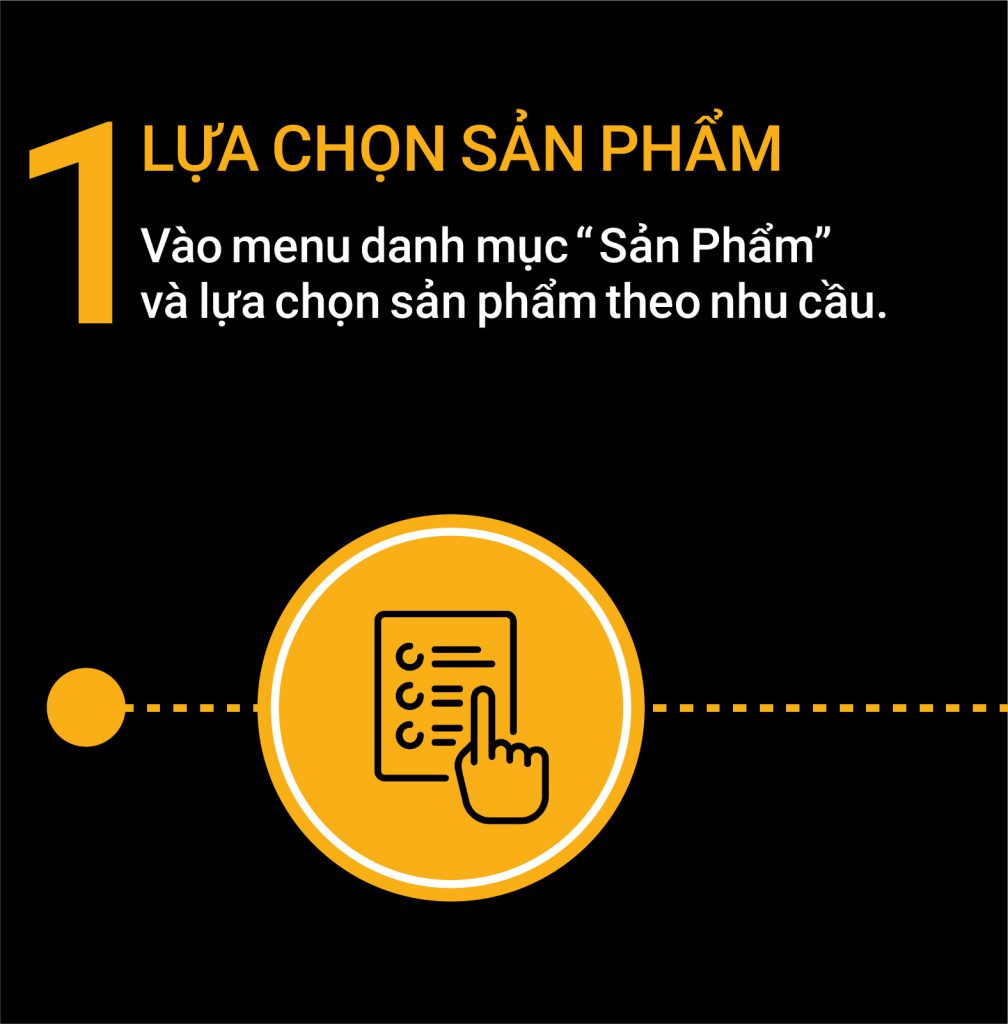 1
LỰA CHỌN SẢN PHẨM
Vào menu danh mục “ Sản Phẩm”
và lựa chọn sản phẩm theo nhu cầu.